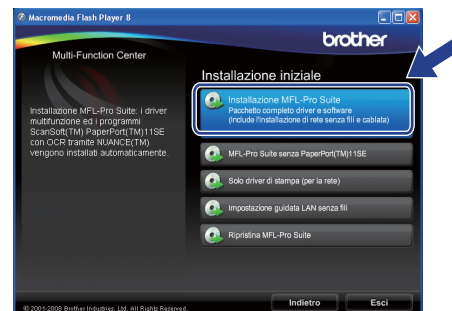 Macromedia Flash Player 8
brother
Multi-Function Center
Installazione iniziale
Installazione MFL-Pro Suite
Pacchetto completo driver e software
(Include l'installazione di rete senza fili e cablata)
Installazione MFL-Pro Suite: i driver
multifunzione ed i programmi
ScanSoft(TM) PaperPort(TM)11SE
con OCR tramite NUANCE(TM)
vengono installati automaticamente.
MFL-Pro Suite senza PaperPort(TM)11SE
Solo driver di stampa (per la rete)
Impostazione guidata LAN senza fili
Ripristina MFL-Pro Suite
Indietro
Esci
© 2001-2008 Brother Industries, Ltd. All Rights Reserved.